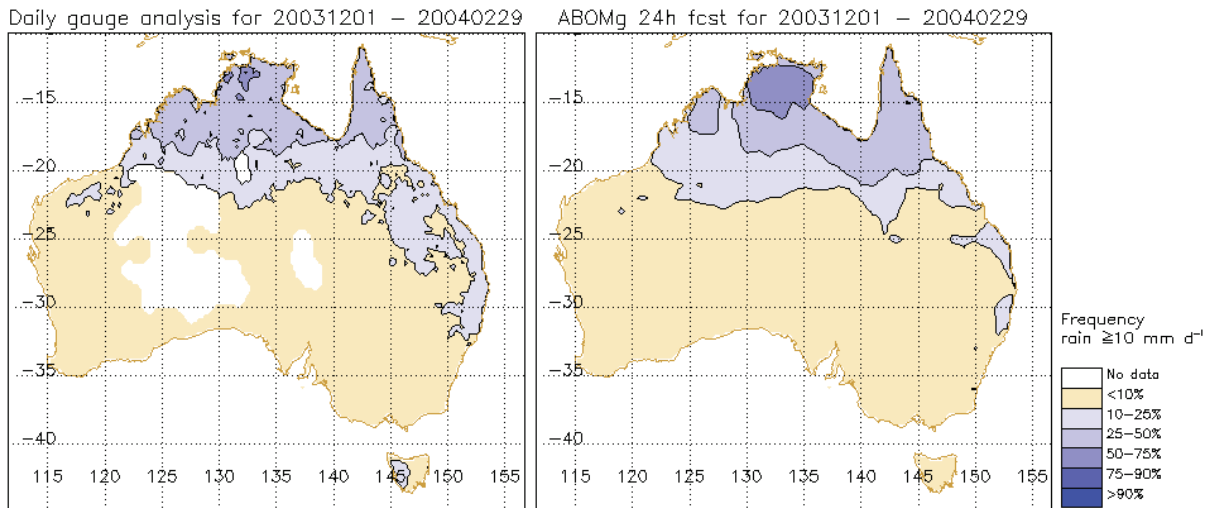 Daily gauge analysis for 20031201 – 20040229
−15
−20
−25
−30
−35
−40
115 120 125 130 135 140 145 150 155
ABOMg 24h fcst for 20031201 – 20040229
−15
−20
−25
−30
−35
−40
115 120 125 130 135 140 145 150 155
Frequency
rain ≧10 mm d⁻¹
No data
<10%
10–25%
25–50%
50–75%
75–90%
>90%